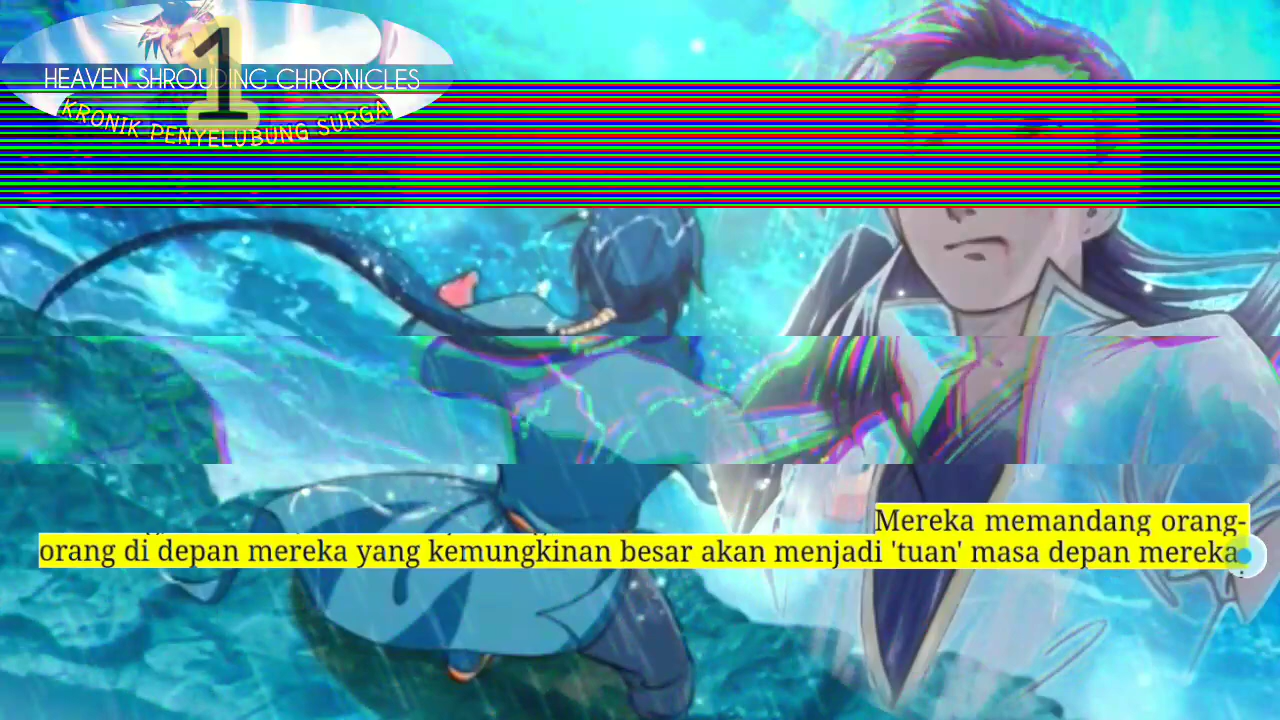 1
HEAVEN SHROUDING CHRONICLES
KRONIK PENYELUBUNG SURGA
Mereka memandang orang-
orang di depan mereka yang kemungkinan besar akan menjadi 'tuan' masa depan mereka